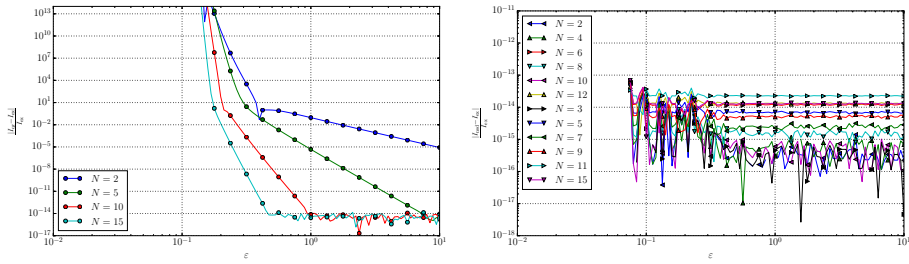 10^13
10^10
10^7
10^4
10^1
10^-2
10^-5
10^-8
10^-11
10^-14
10^-17
N = 2
N = 5
N = 10
N = 15
10^-2
10^-1
10^0
10^1
ε
10^-11
10^-12
10^-13
10^-14
10^-15
10^-16
10^-17
10^-18
N = 2
N = 4
N = 6
N = 8
N = 10
N = 12
N = 3
N = 5
N = 7
N = 9
N = 11
N = 15
10^-2
10^-1
10^0
10^1
ε